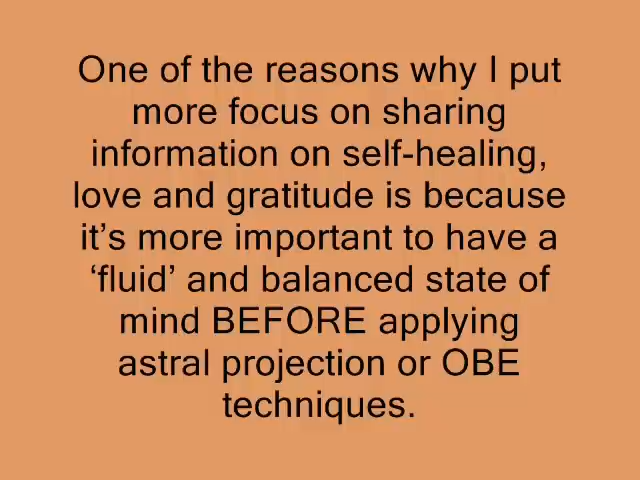 One of the reasons why I put
more focus on sharing
information on self-healing,
love and gratitude is because
it’s more important to have a
‘fluid’ and balanced state of
mind BEFORE applying
astral projection or OBE
techniques.